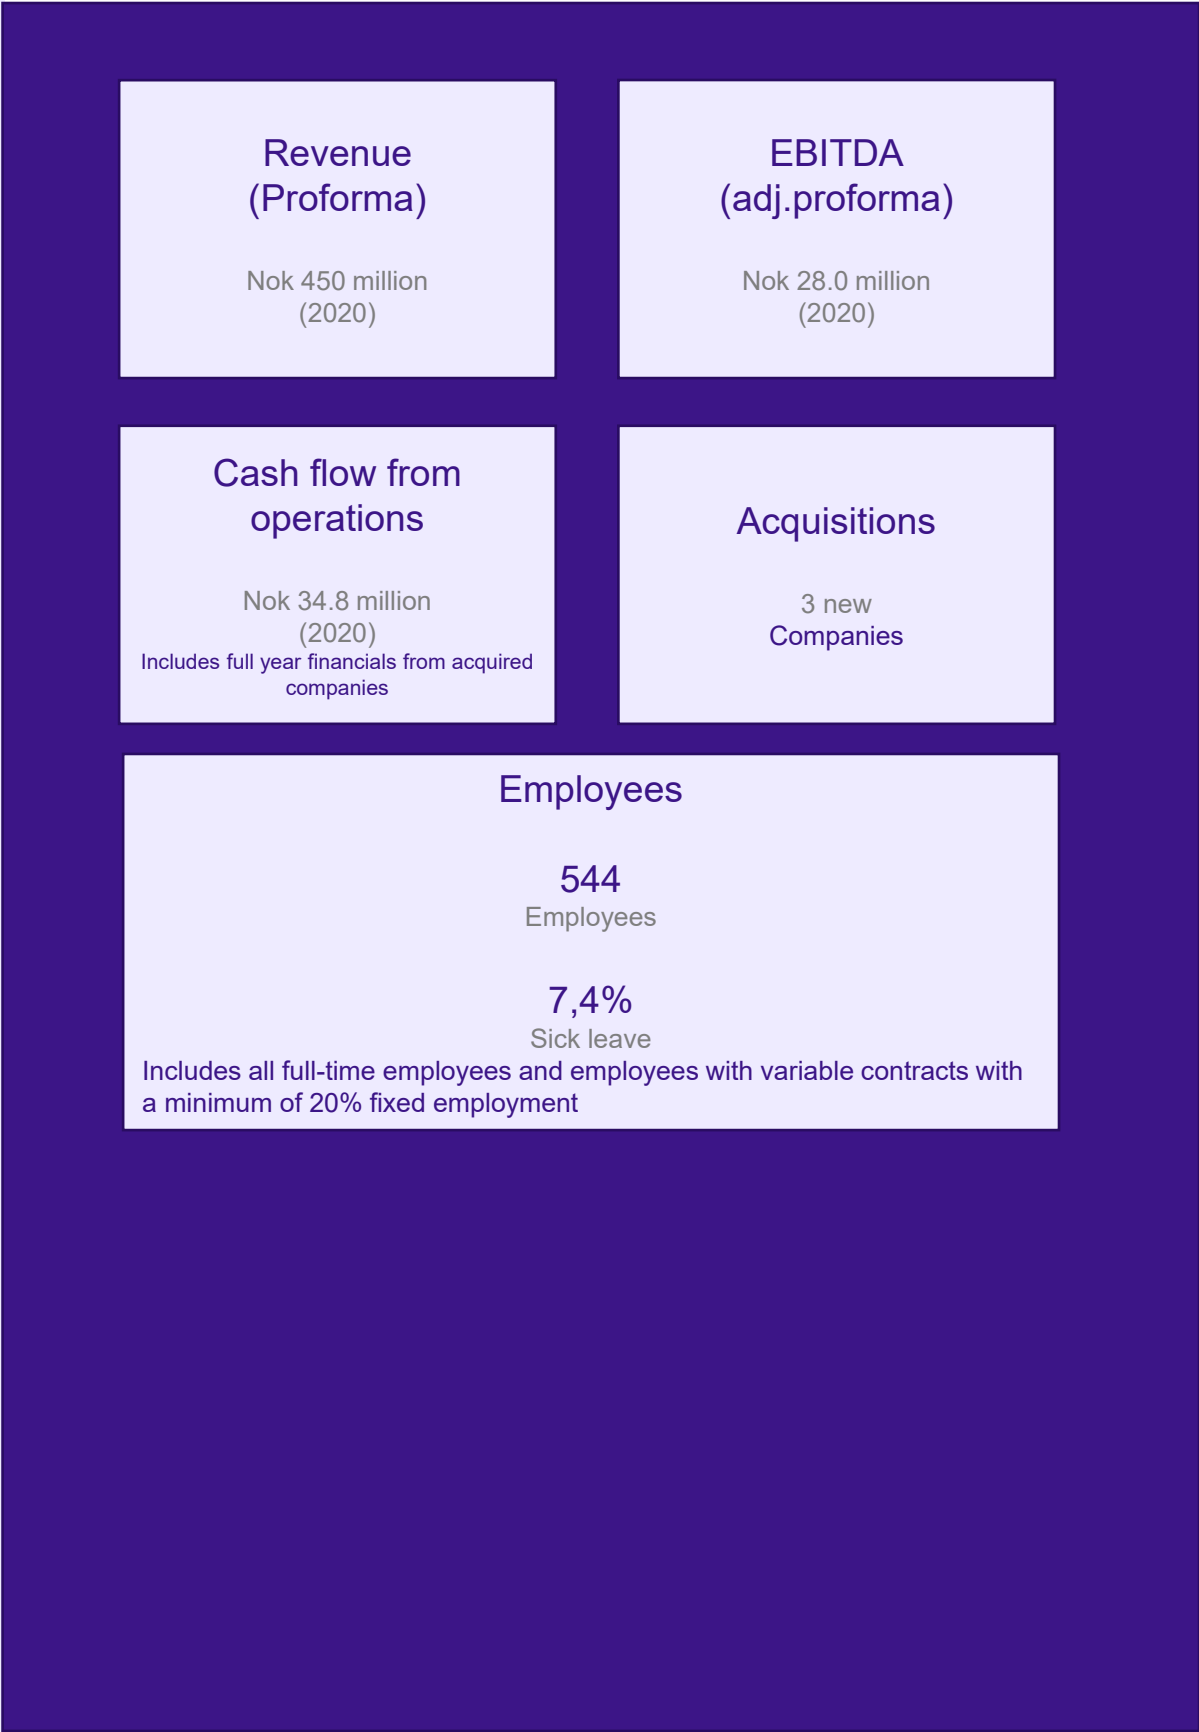 Revenue
(Proforma)
Nok 450 million
(2020)
EBITDA
(adj.proforma)
Nok 28.0 million
(2020)
Cash flow from
operations
Nok 34.8 million
(2020)
Includes full year financials from acquired
companies
Acquisitions
3 new
Companies
Employees
544
Employees
7,4%
Sick leave
Includes all full-time employees and employees with variable contracts with
a minimum of 20% fixed employment